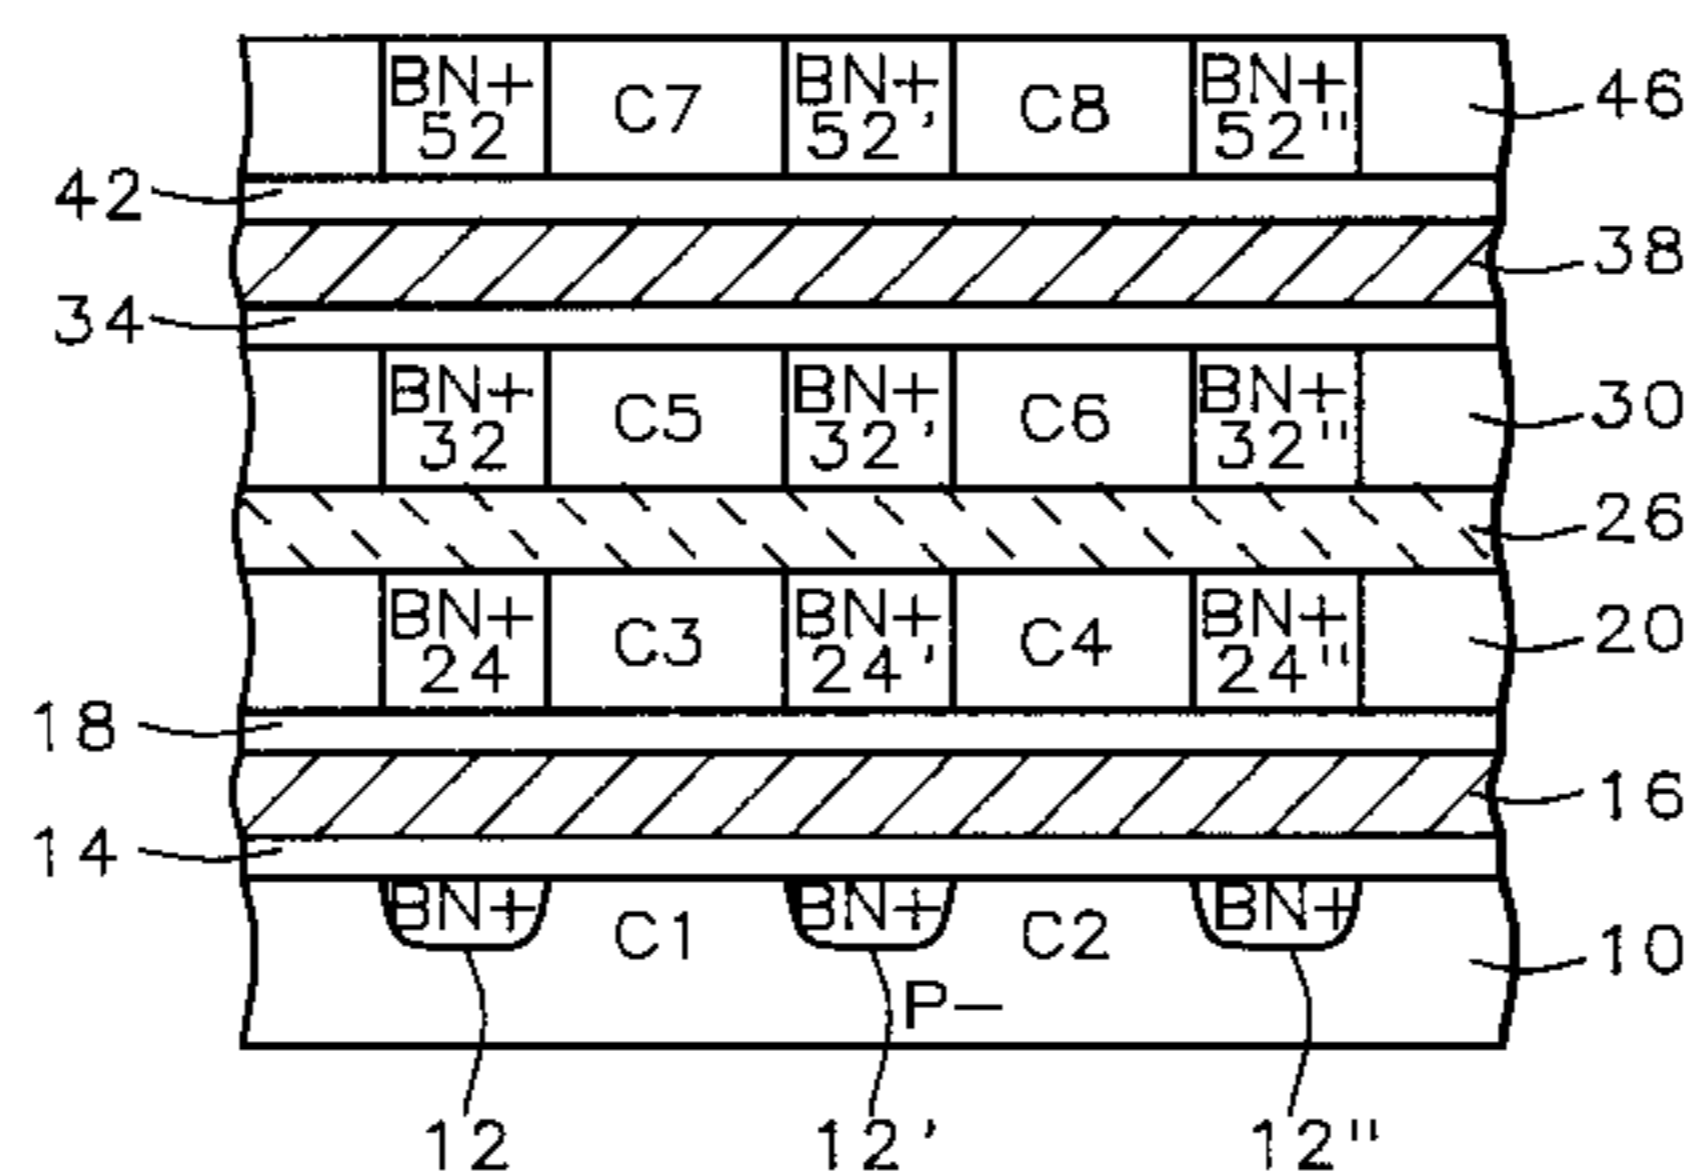 BN+ BN+ BN+ 46
52 C7 52' C8 52"
42
38
34
BN+ BN+ BN+ 30
32 C5 32' C6 32"
26
BN+ BN+ BN+ 20
24 C3 24' C4 24"
18
16
14
BN+ C1 BN+ C2 BN+ 10
P−
12 12' 12"